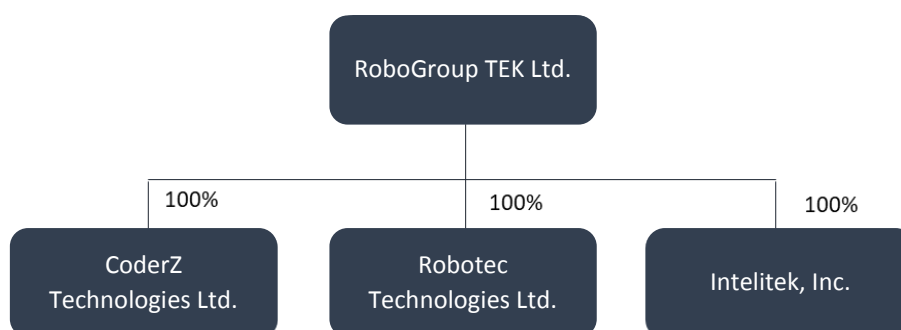 RoboGroup TEK Ltd.
100%
100%
100%
CoderZ
Technologies Ltd.
Robotec
Technologies Ltd.
Intelitek, Inc.